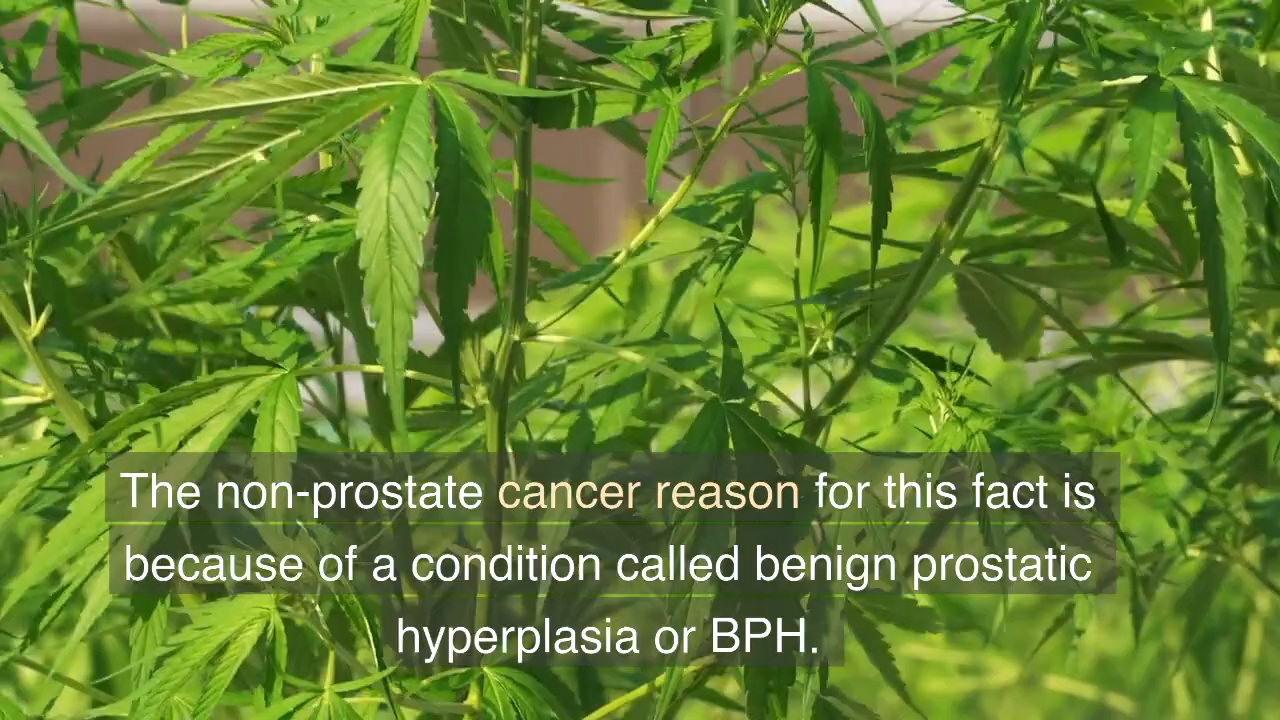 The non-prostate cancer reason for this fact is
because of a condition called benign prostatic
hyperplasia or BPH.